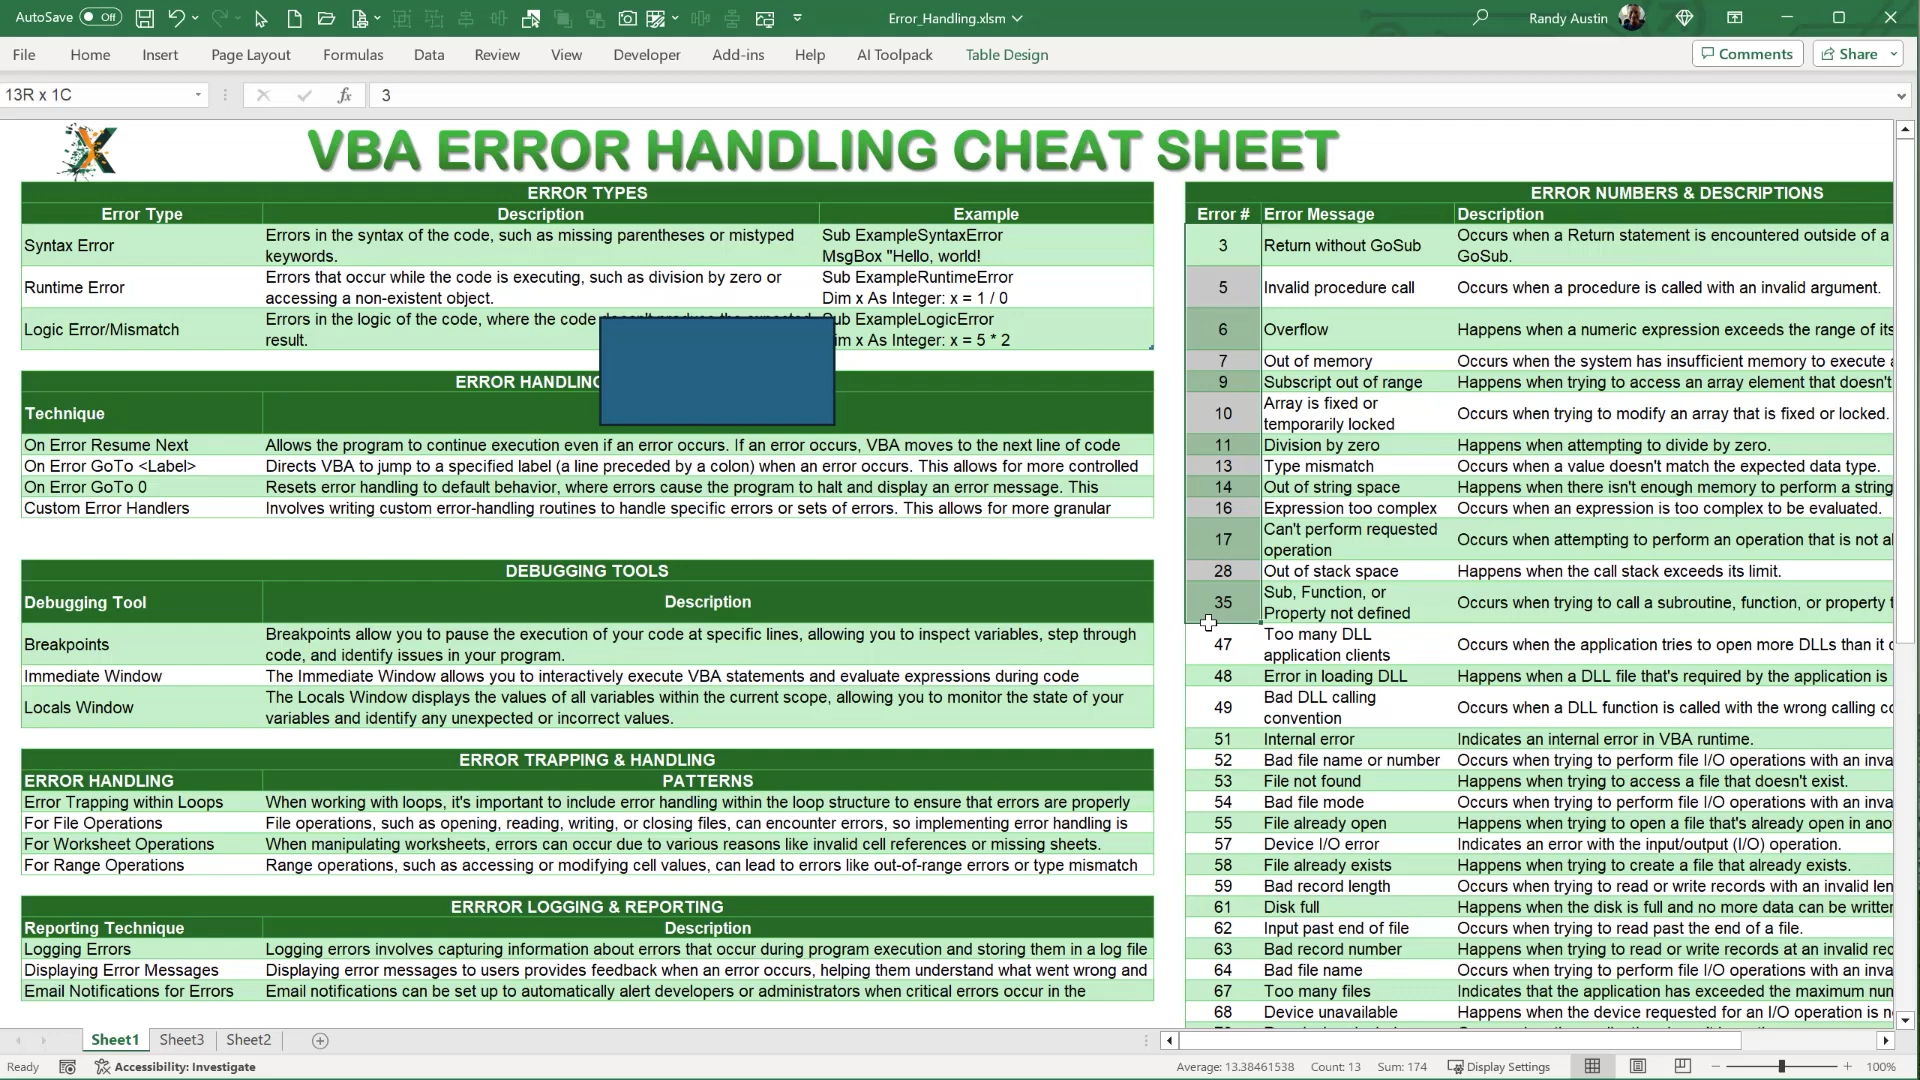 AutoSave Off
Error_Handling.xlsm
Randy Austin
File Home Insert Page Layout Formulas Data Review View Developer Add-ins Help AI Toolpack Table Design
Comments Share
13R x 1C
fx 3
X
VBA ERROR HANDLING CHEAT SHEET
ERROR TYPES
Error Type Description Example
Syntax Error
Errors in the syntax of the code, such as missing parentheses or mistyped
keywords.
Sub ExampleSyntaxError
MsgBox "Hello, world!
Runtime Error
Errors that occur while the code is executing, such as division by zero or
accessing a non-existent object.
Sub ExampleRuntimeError
Dim x As Integer: x = 1 / 0
Logic Error/Mismatch
Errors in the logic of the code, where the code
result.
Sub ExampleLogicError
im x As Integer: x = 5 * 2
ERROR HANDLING
Technique
On Error Resume Next Allows the program to continue execution even if an error occurs. If an error occurs, VBA moves to the next line of code
On Error GoTo <Label> Directs VBA to jump to a specified label (a line preceded by a colon) when an error occurs. This allows for more controlled
On Error GoTo 0 Resets error handling to default behavior, where errors cause the program to halt and display an error message. This
Custom Error Handlers Involves writing custom error-handling routines to handle specific errors or sets of errors. This allows for more granular
DEBUGGING TOOLS
Debugging Tool Description
Breakpoints
Breakpoints allow you to pause the execution of your code at specific lines, allowing you to inspect variables, step through
code, and identify issues in your program.
Immediate Window The Immediate Window allows you to interactively execute VBA statements and evaluate expressions during code
Locals Window
The Locals Window displays the values of all variables within the current scope, allowing you to monitor the state of your
variables and identify any unexpected or incorrect values.
ERROR TRAPPING & HANDLING
ERROR HANDLING PATTERNS
Error Trapping within Loops When working with loops, it's important to include error handling within the loop structure to ensure that errors are properly
For File Operations File operations, such as opening, reading, writing, or closing files, can encounter errors, so implementing error handling is
For Worksheet Operations When manipulating worksheets, errors can occur due to various reasons like invalid cell references or missing sheets.
For Range Operations Range operations, such as accessing or modifying cell values, can lead to errors like out-of-range errors or type mismatch
ERRROR LOGGING & REPORTING
Reporting Technique Description
Logging Errors Logging errors involves capturing information about errors that occur during program execution and storing them in a log file
Displaying Error Messages Displaying error messages to users provides feedback when an error occurs, helping them understand what went wrong and
Email Notifications for Errors Email notifications can be set up to automatically alert developers or administrators when critical errors occur in the
ERROR NUMBERS & DESCRIPTIONS
Error # Error Message Description
3 Return without GoSub Occurs when a Return statement is encountered outside of a
GoSub.
5 Invalid procedure call Occurs when a procedure is called with an invalid argument.
6 Overflow Happens when a numeric expression exceeds the range of its
7 Out of memory Occurs when the system has insufficient memory to execute
9 Subscript out of range Happens when trying to access an array element that doesn't
10 Array is fixed or
temporarily locked Occurs when trying to modify an array that is fixed or locked.
11 Division by zero Happens when attempting to divide by zero.
13 Type mismatch Occurs when a value doesn't match the expected data type.
14 Out of string space Happens when there isn't enough memory to perform a string
16 Expression too complex Occurs when an expression is too complex to be evaluated.
17 Can't perform requested
operation Occurs when attempting to perform an operation that is not al
28 Out of stack space Happens when the call stack exceeds its limit.
35 Sub, Function, or
Property not defined Occurs when trying to call a subroutine, function, or property
47 Too many DLL
application clients Occurs when the application tries to open more DLLs than it
48 Error in loading DLL Happens when a DLL file that's required by the application is
49 Bad DLL calling
convention Occurs when a DLL function is called with the wrong calling
51 Internal error Indicates an internal error in VBA runtime.
52 Bad file name or number Occurs when trying to perform file I/O operations with an inva
53 File not found Happens when trying to access a file that doesn't exist.
54 Bad file mode Occurs when trying to perform file I/O operations with an inva
55 File already open Happens when trying to open a file that's already open in ano
57 Device I/O error Indicates an error with the input/output (I/O) operation.
58 File already exists Happens when trying to create a file that already exists.
59 Bad record length Occurs when trying to read or write records with an invalid len
61 Disk full Happens when the disk is full and no more data can be written
62 Input past end of file Occurs when trying to read past the end of a file.
63 Bad record number Happens when trying to read or write records at an invalid rec
64 Bad file name Occurs when trying to perform file I/O operations with an inva
67 Too many files Indicates that the application has exceeded the maximum num
68 Device unavailable Happens when the device requested for an I/O operation is
Sheet1 Sheet3 Sheet2
Ready Accessibility: Investigate Average: 13.38461538 Count: 13 Sum: 174 Display Settings 100%